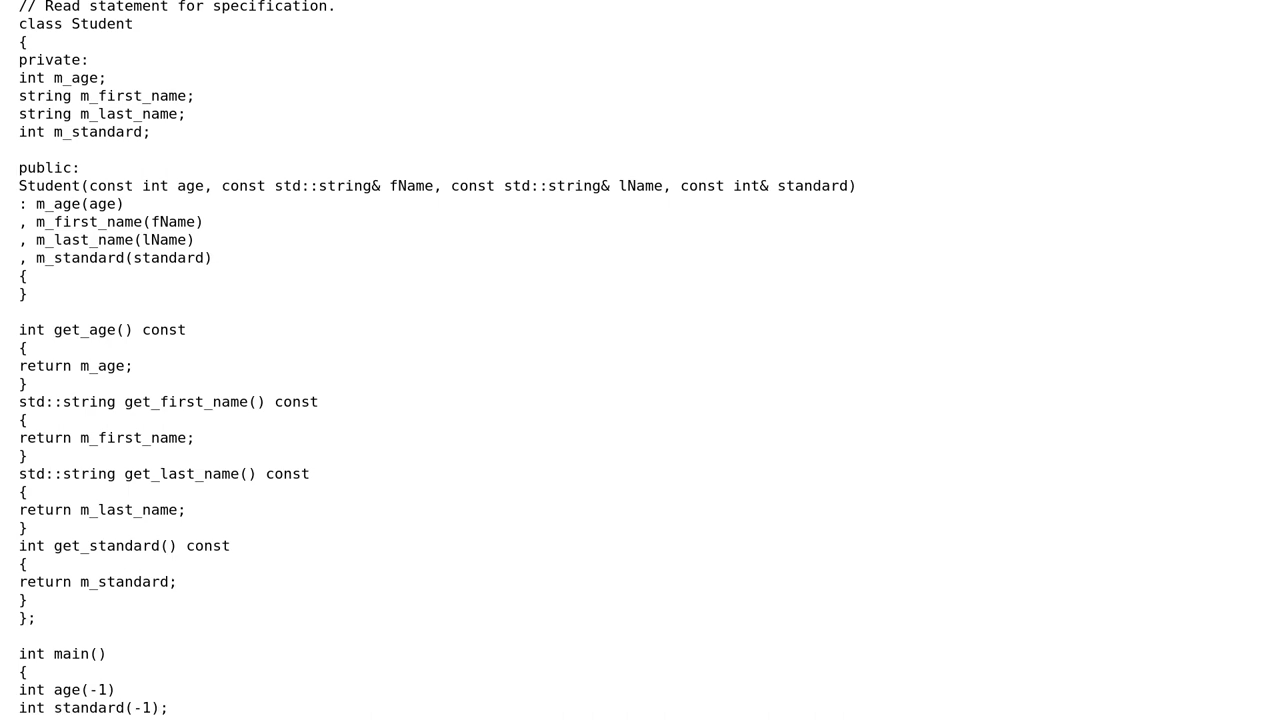 // Read statement for specification.
class Student
{
private:
int m_age;
string m_first_name;
string m_last_name;
int m_standard;

public:
Student(const int age, const std::string& fName, const std::string& lName, const int& standard)
: m_age(age)
, m_first_name(fName)
, m_last_name(lName)
, m_standard(standard)
{
}

int get_age() const
{
return m_age;
}
std::string get_first_name() const
{
return m_first_name;
}
std::string get_last_name() const
{
return m_last_name;
}
int get_standard() const
{
return m_standard;
}
};

int main()
{
int age(-1)
int standard(-1);